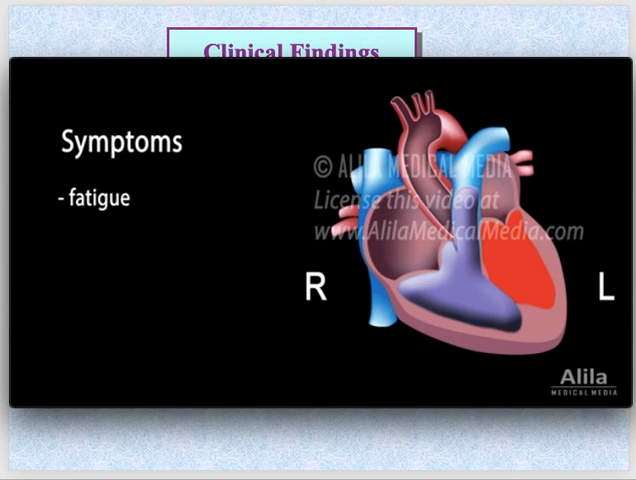 Clinical Findings
Symptoms
- fatigue
© ALILA MEDICAL MEDIA
License this video at
www.AlilaMedicalMedia.com
R
L
Alila
MEDICAL MEDIA